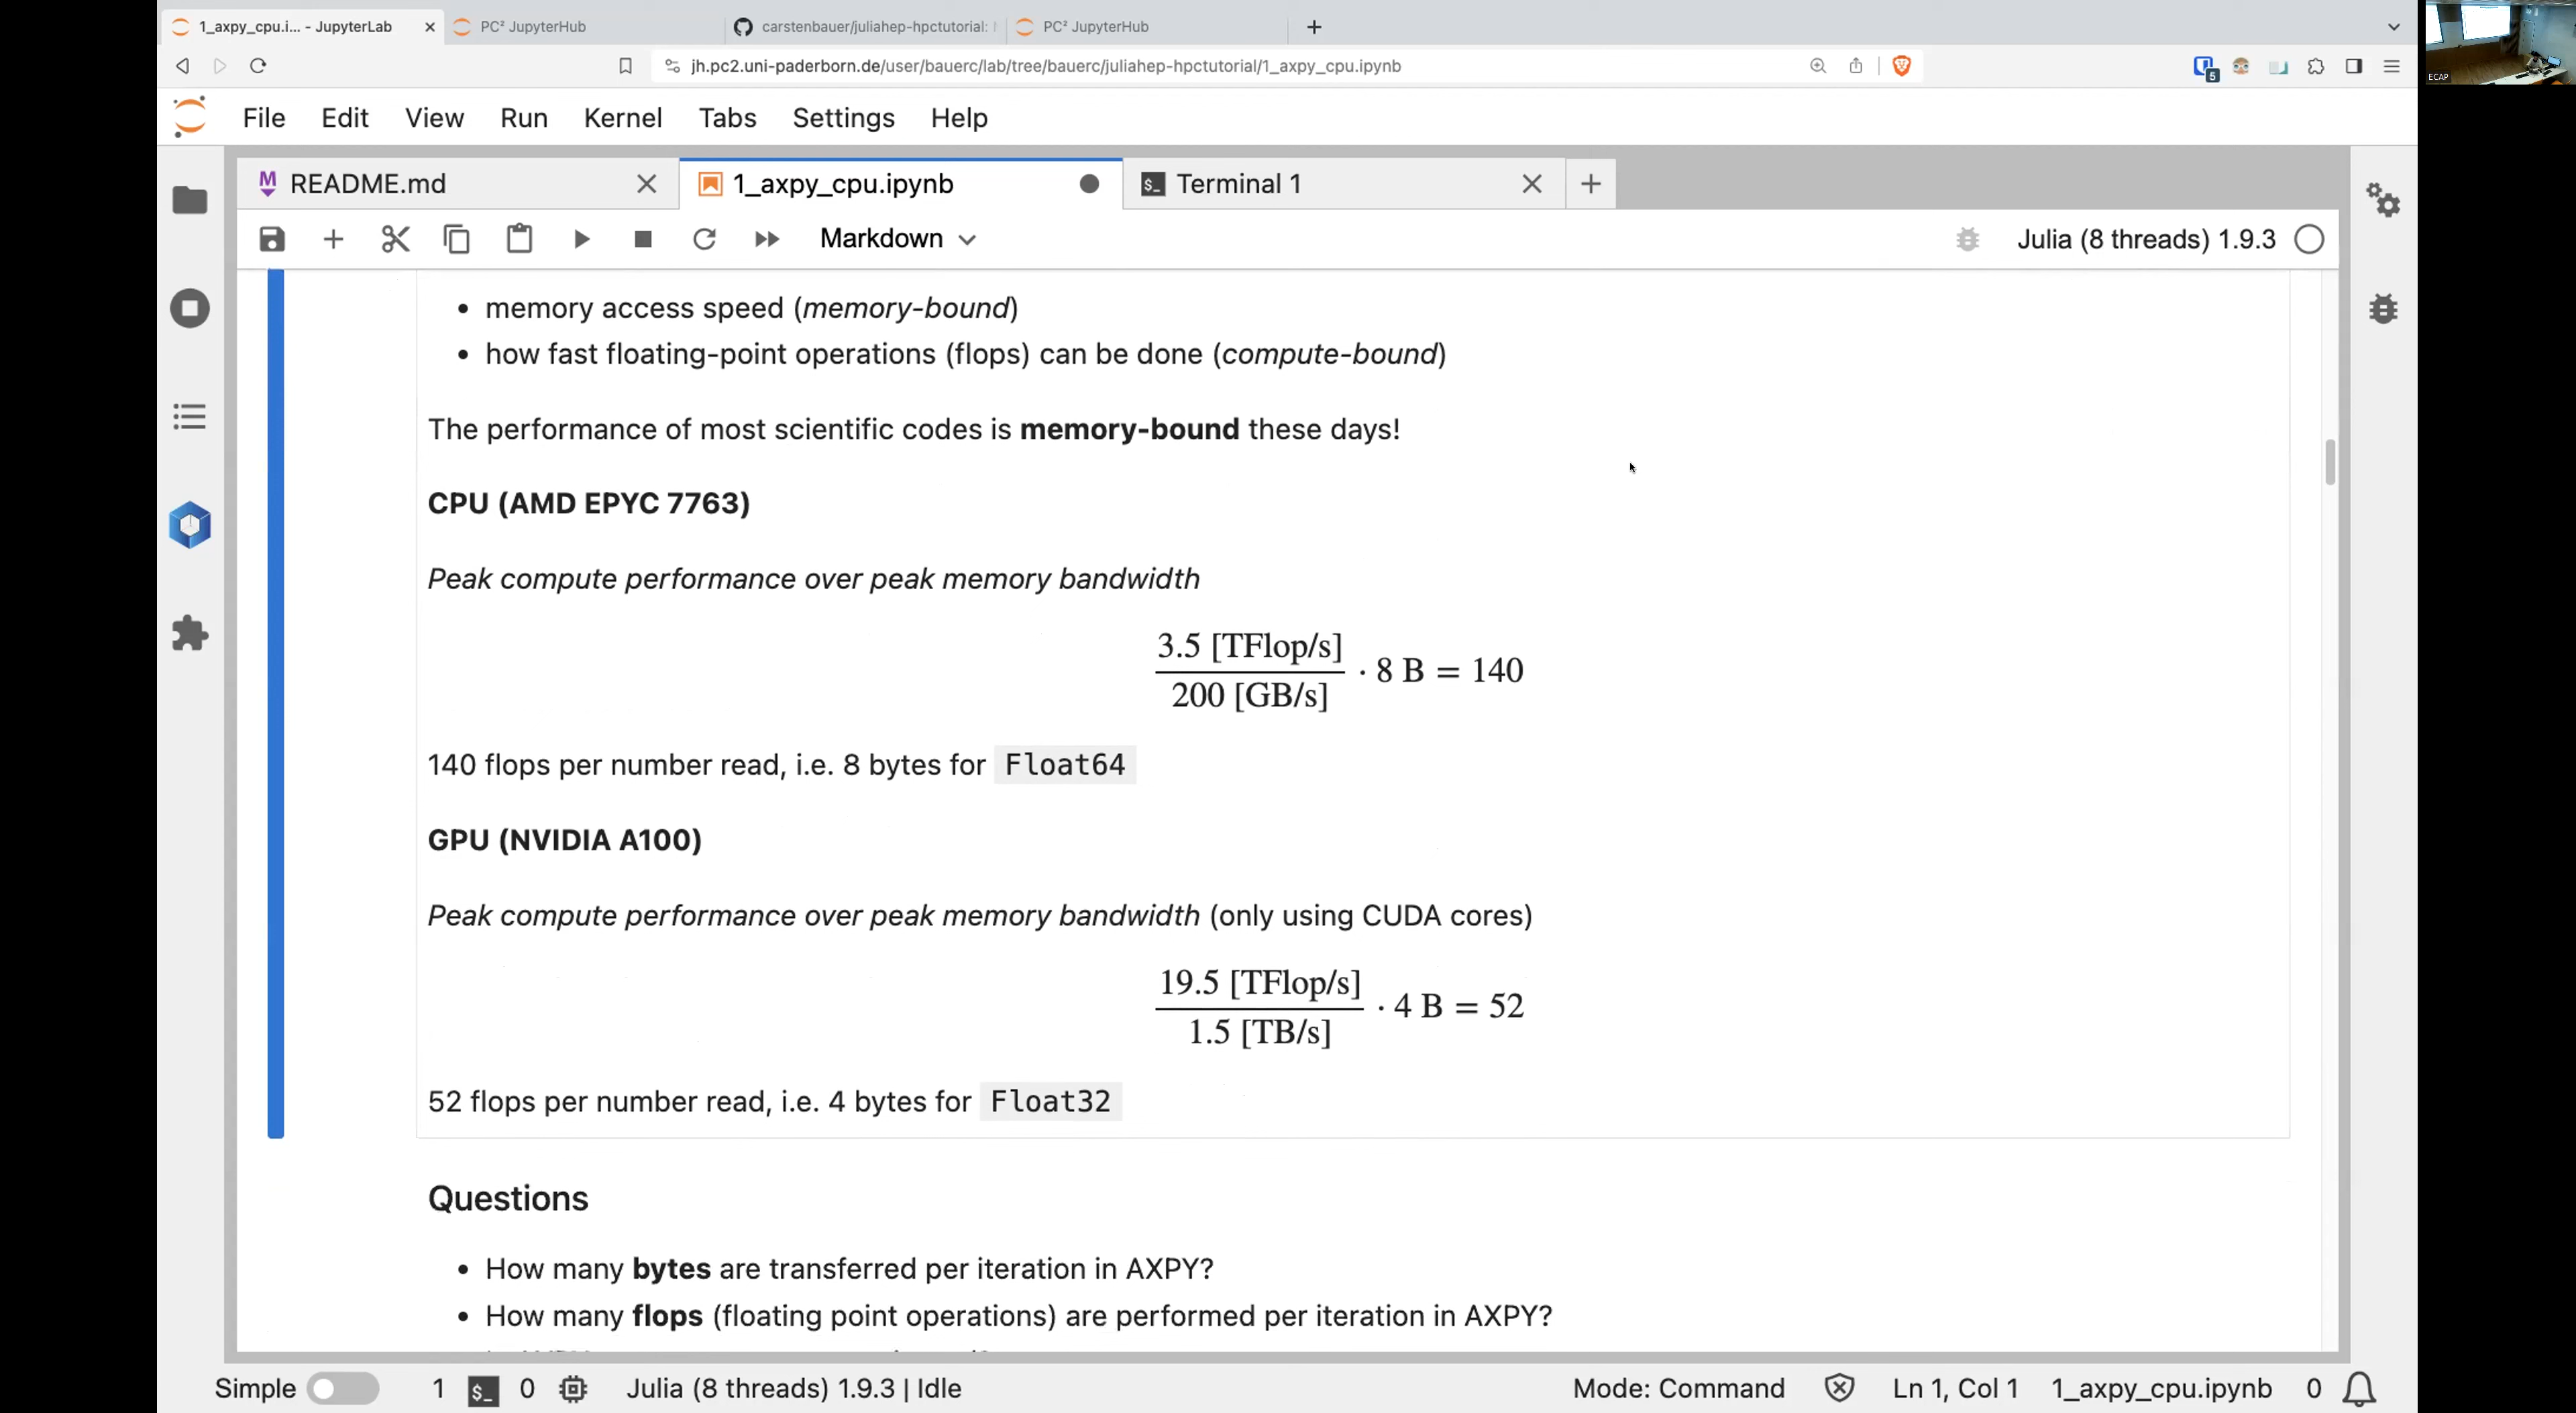 1_axpy_cpu.i... - JupyterLab
PC² JupyterHub
carstenbauer/juliahep-hpctutorial:
PC² JupyterHub
jh.pc2.uni-paderborn.de/user/bauerc/lab/tree/bauerc/juliahep-hpctutorial/1_axpy_cpu.ipynb
5
ECAP
File Edit View Run Kernel Tabs Settings Help
README.md
1_axpy_cpu.ipynb
Terminal 1
Markdown
Julia (8 threads) 1.9.3
• memory access speed (memory-bound)
• how fast floating-point operations (flops) can be done (compute-bound)
The performance of most scientific codes is memory-bound these days!
CPU (AMD EPYC 7763)
Peak compute performance over peak memory bandwidth
3.5 [TFlop/s]
200 [GB/s]
· 8 B = 140
140 flops per number read, i.e. 8 bytes for Float64
GPU (NVIDIA A100)
Peak compute performance over peak memory bandwidth (only using CUDA cores)
19.5 [TFlop/s]
1.5 [TB/s]
· 4 B = 52
52 flops per number read, i.e. 4 bytes for Float32
Questions
• How many bytes are transferred per iteration in AXPY?
• How many flops (floating point operations) are performed per iteration in AXPY?
Simple 1 $_ 0 Julia (8 threads) 1.9.3 | Idle
Mode: Command Ln 1, Col 1 1_axpy_cpu.ipynb 0